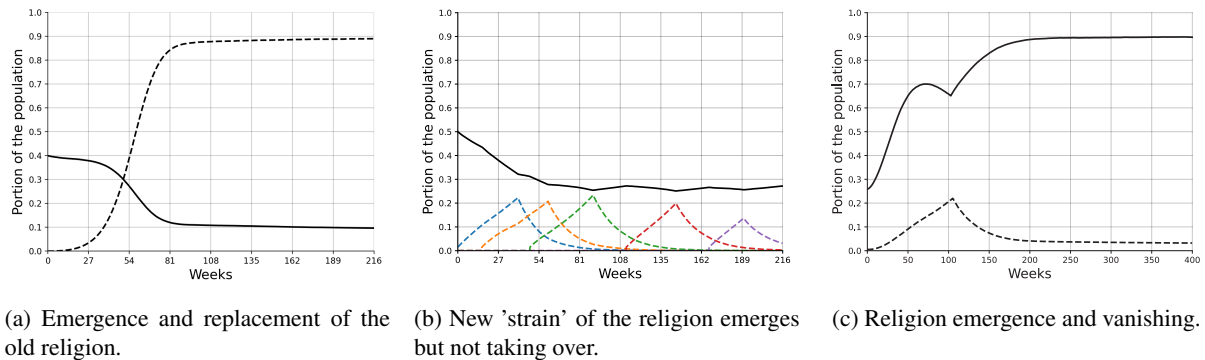 1.0
0.9
0.8
0.7
0.6
0.5
0.4
0.3
0.2
0.1
0.0
Portion of the population
0 27 54 81 108 135 162 189 216
Weeks
(a) Emergence and replacement of the
old religion.
1.0
0.9
0.8
0.7
0.6
0.5
0.4
0.3
0.2
0.1
0.0
Portion of the population
0 27 54 81 108 135 162 189 216
Weeks
(b) New 'strain' of the religion emerges
but not taking over.
1.0
0.9
0.8
0.7
0.6
0.5
0.4
0.3
0.2
0.1
0.0
Portion of the population
0 50 100 150 200 250 300 350 400
Weeks
(c) Religion emergence and vanishing.